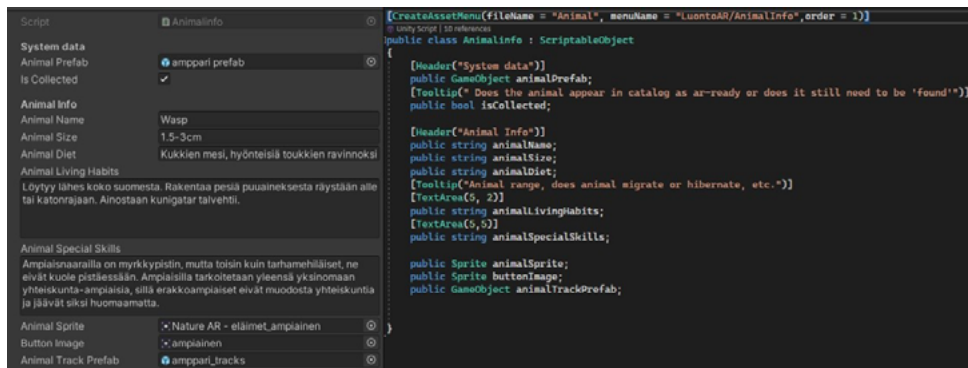 Script Animalinfo
System data
Animal Prefab amppari prefab
Is Collected
Animal Info
Animal Name Wasp
Animal Size 1.5-3cm
Animal Diet Kukkien mesi, hyönteisiä toukkien ravinnoksi
Animal Living Habits
Löytyy lähes koko suomesta. Rakentaa pesiä puuaineksesta räystään alle
tai katonrajaan. Ainostaan kunigatar talvehtii.
Animal Special Skills
Ampiaisnaarailla on myrkkypistin, mutta toisin kuin tarhamehiläiset, ne
eivät kuole pistäessään. Ampiaisilla tarkoitetaan yleensä yksinomaan
yhteiskunta-ampiaisia, sillä erakkoampiaiset eivät muodosta yhteiskuntia
ja jäävät siksi huomaamatta.
Animal Sprite Nature AR - eläimet_ampiainen
Button Image ampiainen
Animal Track Prefab amppari_tracks
[CreateAssetMenu(fileName = "Animal", menuName = "LuontoAR/AnimalInfo",order = 1)]
Unity Script | 10 references
public class Animalinfo : ScriptableObject
{
[Header("System data")]
public GameObject animalPrefab;
[Tooltip(" Does the animal appear in catalog as ar-ready or does it still need to be 'found'")]
public bool isCollected;
[Header("Animal Info")]
public string animalName;
public string animalSize;
public string animalDiet;
[Tooltip("Animal range, does animal migrate or hibernate, etc.")]
[TextArea(5, 2)]
public string animalLivingHabits;
[TextArea(5,5)]
public string animalSpecialSkills;
public Sprite animalSprite;
public Sprite buttonImage;
public GameObject animalTrackPrefab;
}